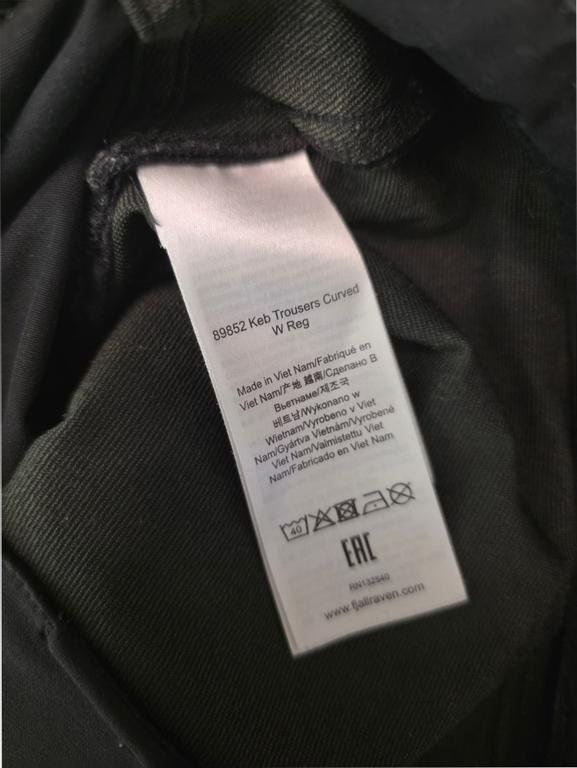 89852 Keb Trousers Curved
W Reg
Made in Viet Nam/Fabriqué en
Viet Nam/产地 越南/Сделано В
Вьетнаме/제조국
베트남/Wykonano w
Wietnam/Vyrobeno v Viet
Nam/Gyártva Vietnám/Vyrobené
Viet Nam/Valmistettu Viet
Nam/Fabricado en Viet Nam
40
EAC
RN132540
www.fjallraven.com